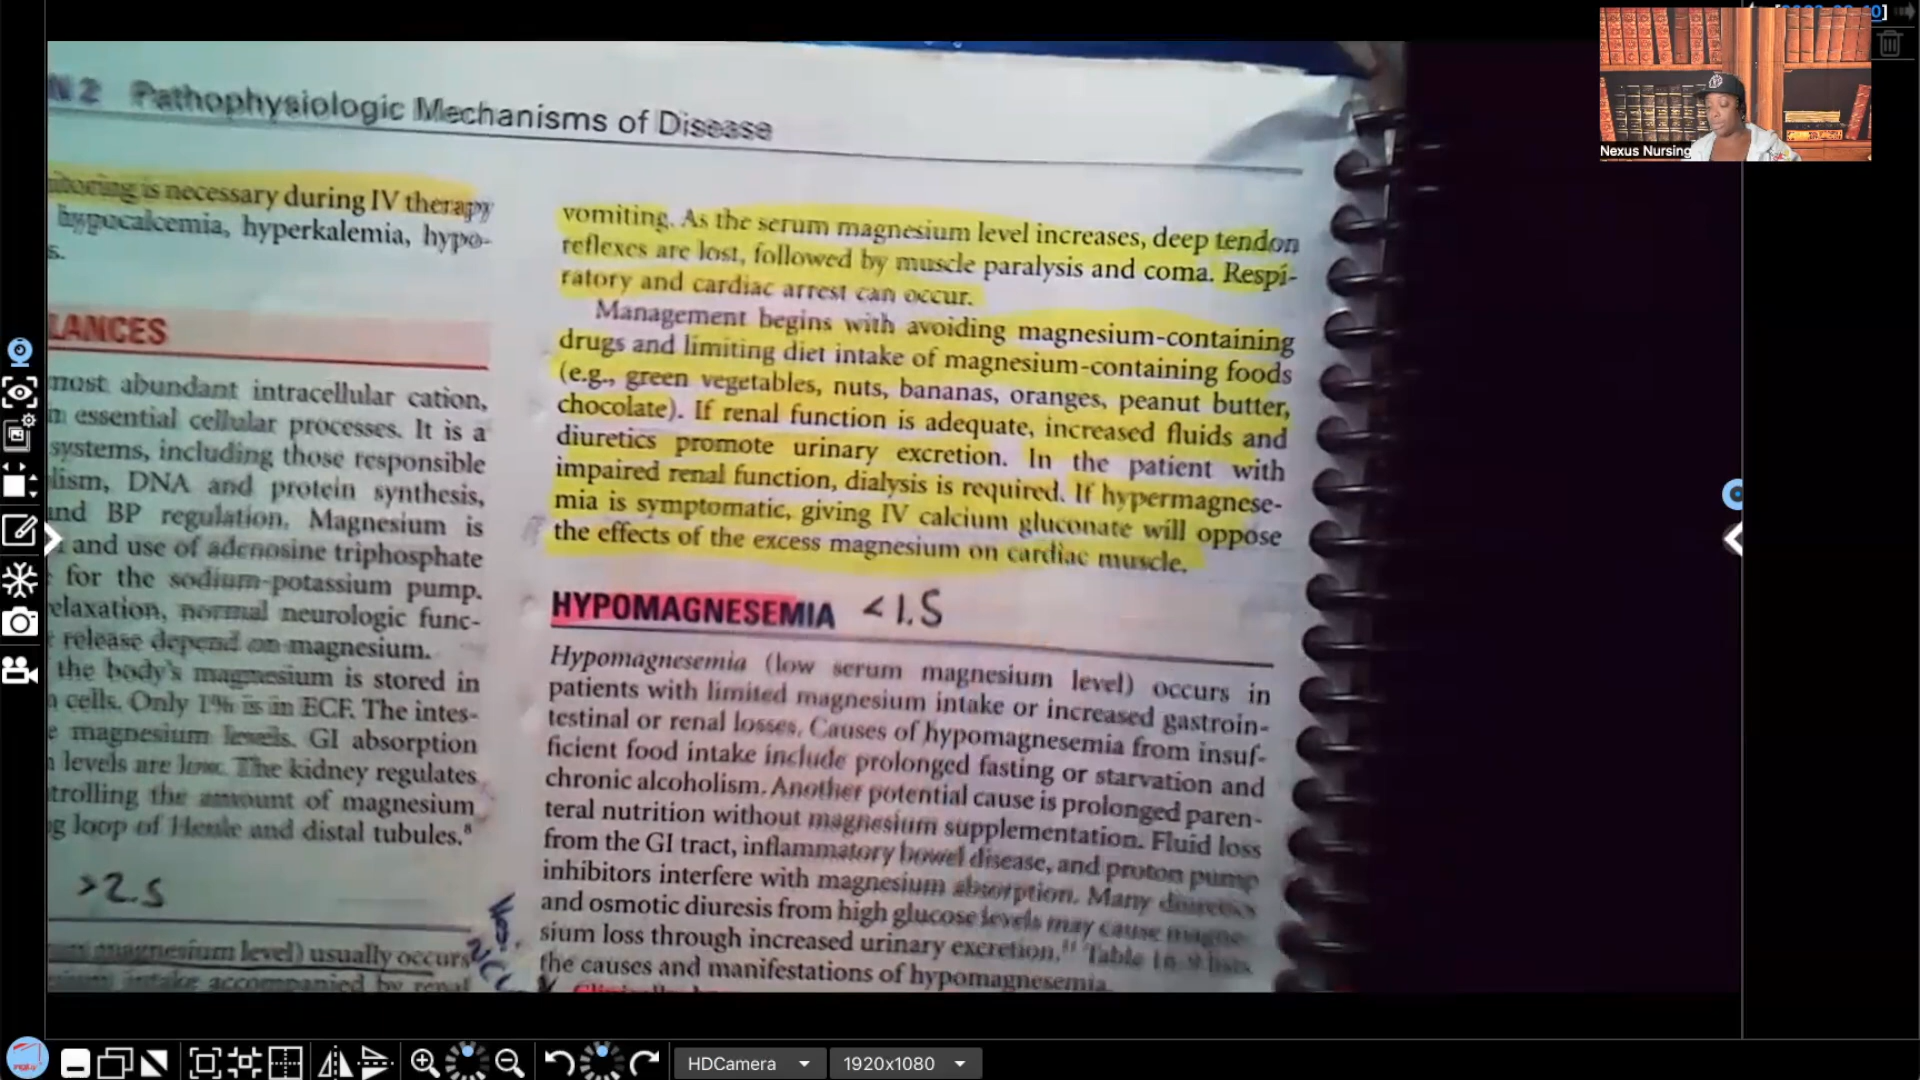 N 2 Pathophysiologic Mechanisms of Disease
itoring is necessary during IV therapy
hypocalcemia, hyperkalemia, hypo-
s.
LANCES
most abundant intracellular cation,
n essential cellular processes. It is a
systems, including those responsible
lism, DNA and protein synthesis,
and BP regulation. Magnesium is
and use of adenosine triphosphate
for the sodium-potassium pump.
relaxation, normal neurologic func-
release depend on magnesium.
the body's magnesium is stored in
cells. Only 1% is in ECF. The intes-
e magnesium levels. GI absorption
levels are low. The kidney regulates
trolling the amount of magnesium
g loop of Henle and distal tubules.8
>2.5
magnesium level) usually occurs
intake accompanied by renal
vomiting. As the serum magnesium level increases, deep tendon
reflexes are lost, followed by muscle paralysis and coma. Respi-
ratory and cardiac arrest can occur.
Management begins with avoiding magnesium-containing
drugs and limiting diet intake of magnesium-containing foods
(e.g., green vegetables, nuts, bananas, oranges, peanut butter,
chocolate). If renal function is adequate, increased fluids and
diuretics promote urinary excretion. In the patient with
impaired renal function, dialysis is required. If hypermagnese-
mia is symptomatic, giving IV calcium gluconate will oppose
the effects of the excess magnesium on cardiac muscle.
HYPOMAGNESEMIA <1.5
Hypomagnesemia (low serum magnesium level) occurs in
patients with limited magnesium intake or increased gastroin-
testinal or renal losses. Causes of hypomagnesemia from insuf-
ficient food intake include prolonged fasting or starvation and
chronic alcoholism. Another potential cause is prolonged paren-
teral nutrition without magnesium supplementation. Fluid loss
from the GI tract, inflammatory bowel disease, and proton pump
inhibitors interfere with magnesium absorption. Many diuretics
and osmotic diuresis from high glucose levels may cause magne-
sium loss through increased urinary excretion.11 Table 16.9 lists
the causes and manifestations of hypomagnesemia.
Nexus Nursing
HDCamera
1920x1080